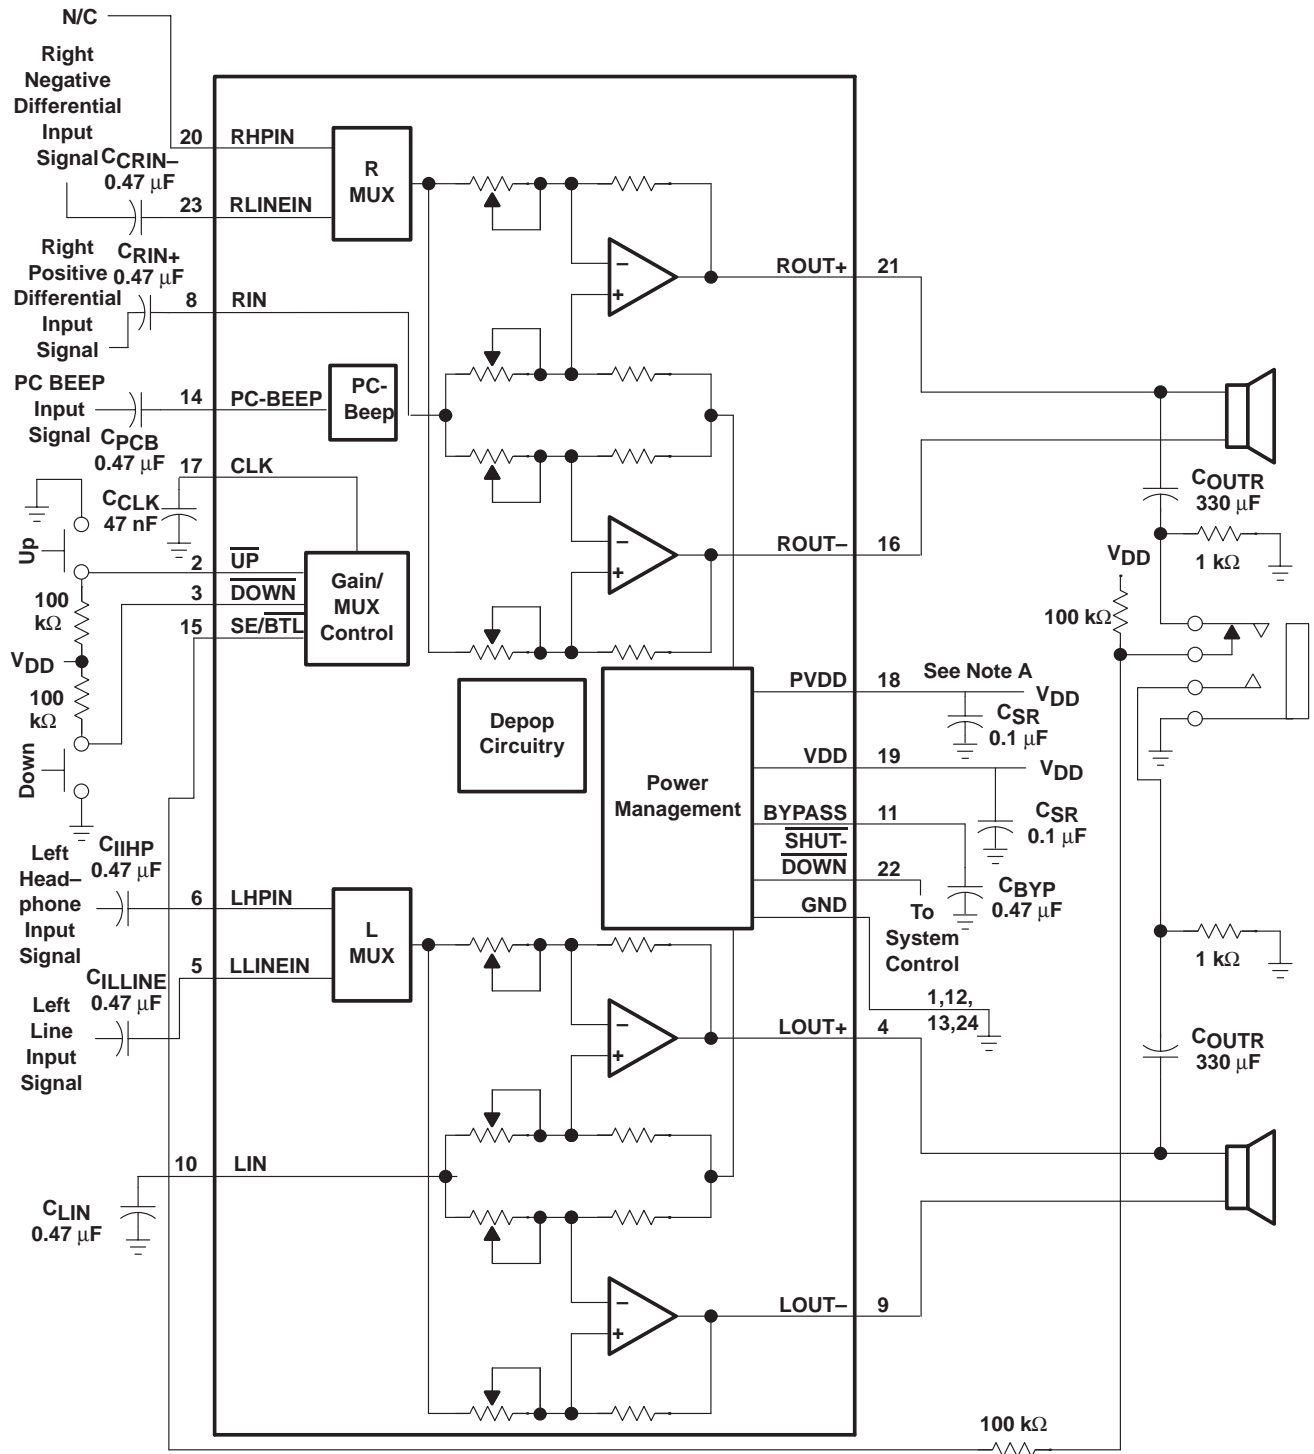 N/C
Right
Negative
Differential
Input
Signal
CCRIN–
0.47 μF
20
RHPIN
R
MUX
23
RLINEIN
Right
Positive
Differential
Input
Signal
CRIN+
0.47 μF
8
RIN
ROUT+
21
–
+
PC BEEP
Input
Signal
CPCB
0.47 μF
14
PC-BEEP
PC-
Beep
17
CLK
CCLK
47 nF
Up
2
UP
3
DOWN
15
SE/BTL
Gain/
MUX
Control
100
kΩ
VDD
100
kΩ
Down
–
+
ROUT–
16
COUTR
330 μF
1 kΩ
VDD
100 kΩ
Depop
Circuitry
Power
Management
PVDD
18
See Note A
VDD
CSR
0.1 μF
VDD
19
VDD
CSR
0.1 μF
BYPASS
11
CBYP
0.47 μF
SHUT-
DOWN
22
To
System
Control
GND
1,12,
13,24
Left
Head–
phone
Input
Signal
CIIHP
0.47 μF
6
LHPIN
L
MUX
5
LLINEIN
CILLINE
0.47 μF
Left
Line
Input
Signal
–
+
LOUT+
4
1 kΩ
COUTR
330 μF
10
LIN
CLIN
0.47 μF
–
+
LOUT–
9
100 kΩ